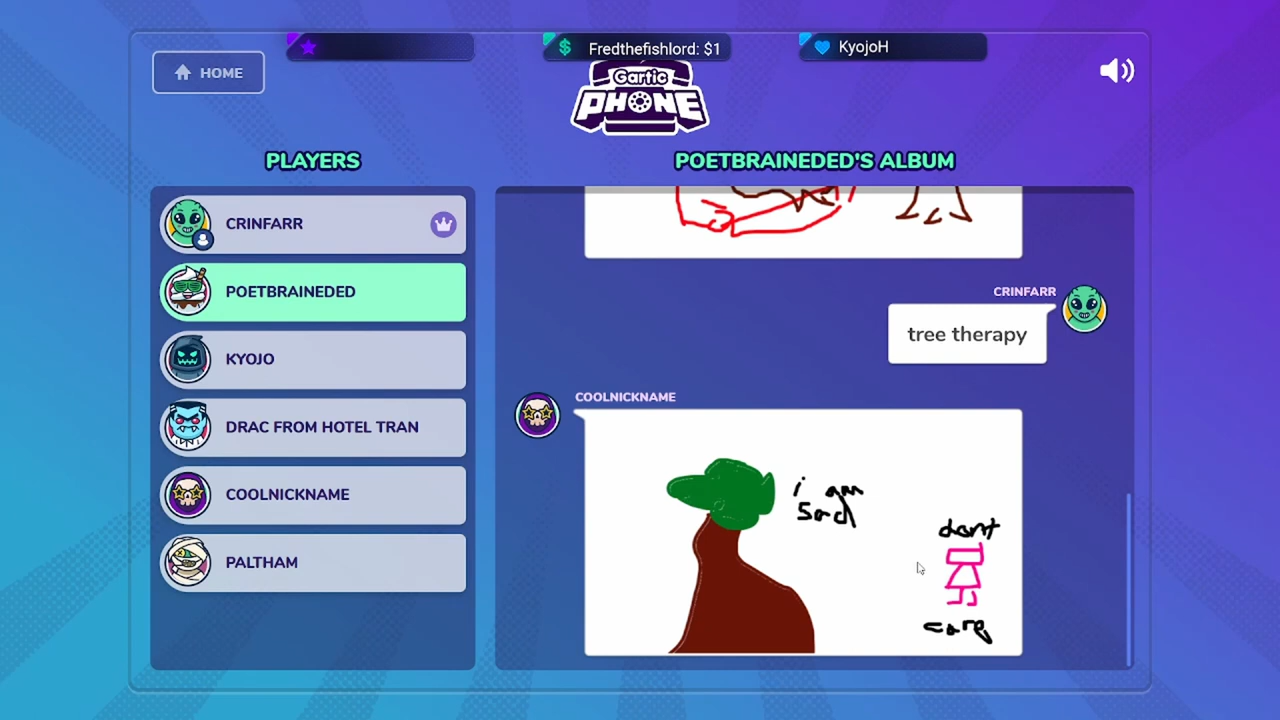 Fredthefishlord: $1
KyojoH
HOME
Gartic
PHONE
PLAYERS
POETBRAINEDED'S ALBUM
CRINFARR
POETBRAINEDED
KYOJO
DRAC FROM HOTEL TRAN
COOLNICKNAME
PALTHAM
CRINFARR
tree therapy
COOLNICKNAME
i am
sad
dont
care